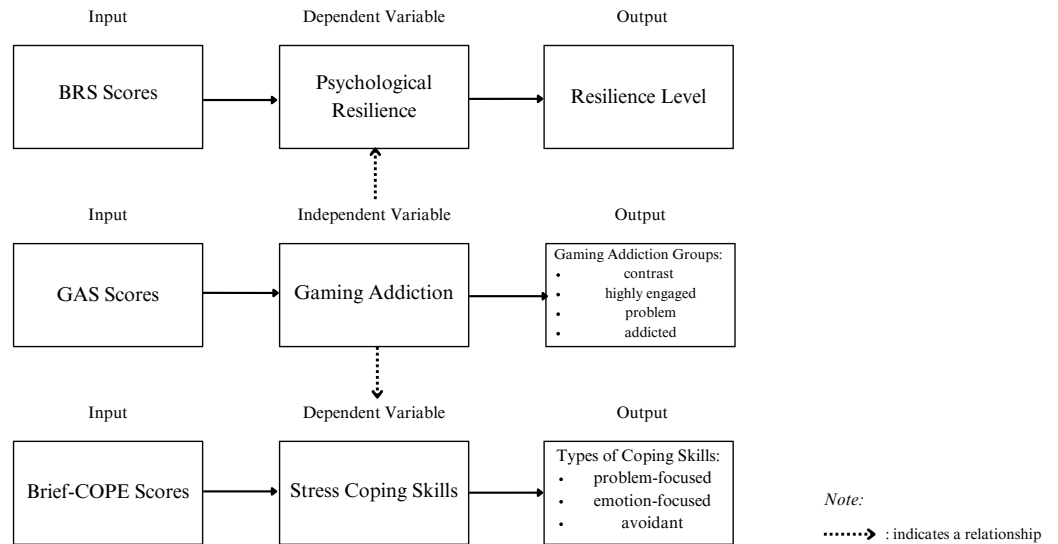 Input
Dependent Variable
Output
BRS Scores
Psychological
Resilience
Resilience Level
Input
Independent Variable
Output
GAS Scores
Gaming Addiction
Gaming Addiction Groups:
• contrast
• highly engaged
• problem
• addicted
Input
Dependent Variable
Output
Brief-COPE Scores
Stress Coping Skills
Types of Coping Skills:
• problem-focused
• emotion-focused
• avoidant
Note:
: indicates a relationship